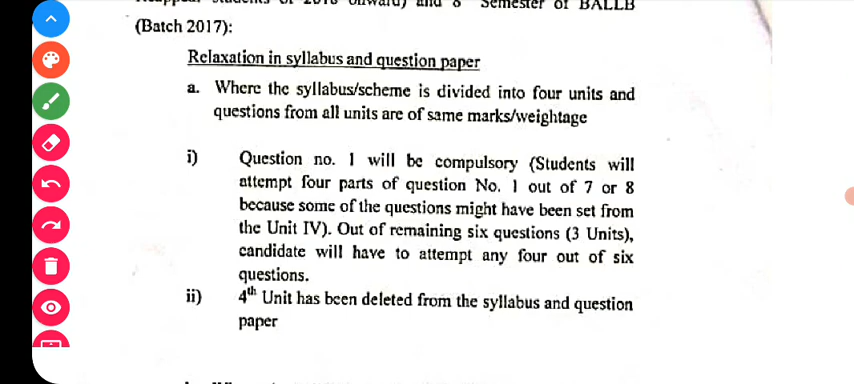 Semester of BALLB
(Batch 2017):
Relaxation in syllabus and question paper
a. Where the syllabus/scheme is divided into four units and
questions from all units are of same marks/weightage
i) Question no. 1 will be compulsory (Students will
attempt four parts of question No. 1 out of 7 or 8
because some of the questions might have been set from
the Unit IV). Out of remaining six questions (3 Units),
candidate will have to attempt any four out of six
questions.
ii) 4th Unit has been deleted from the syllabus and question
paper